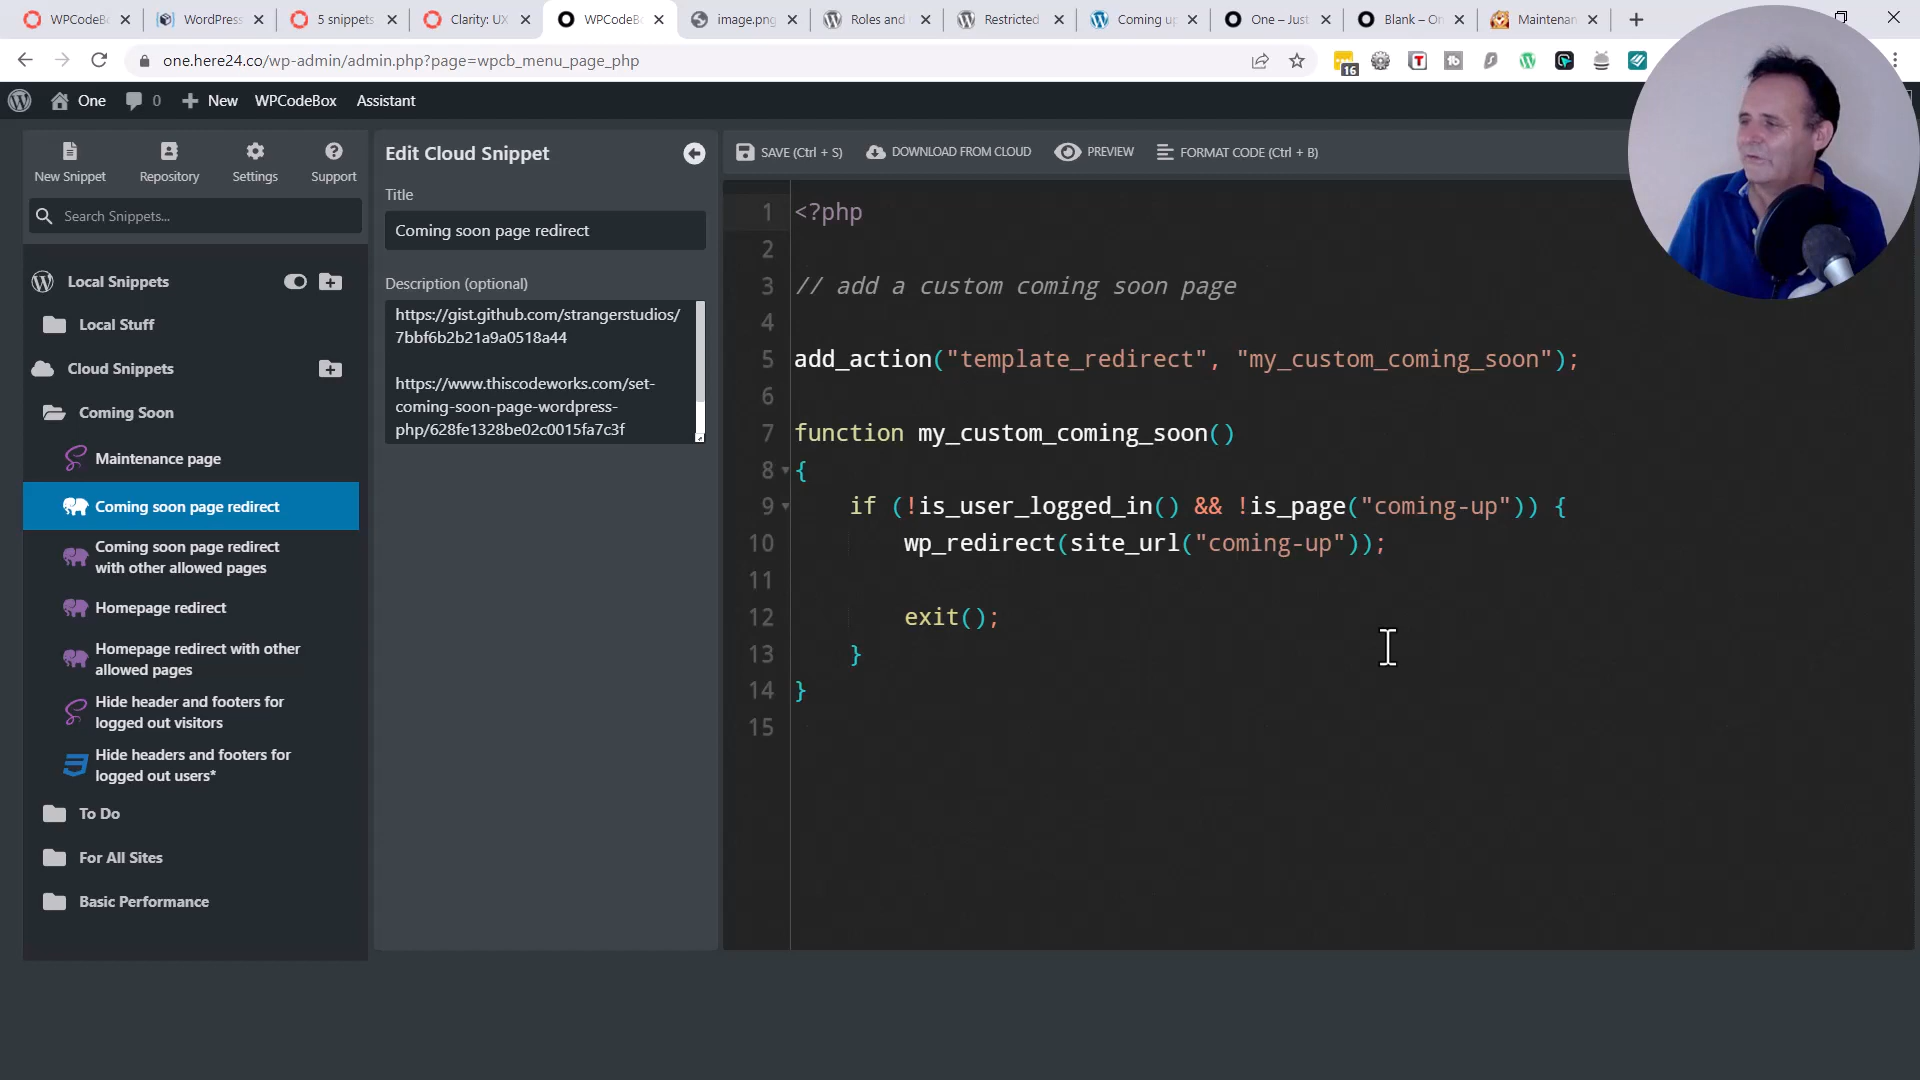 WPCodeBo
WordPress
5 snippets
Clarity: UX
WPCodeBo
image.png
Roles and
Restricted
Coming up
One – Just
Blank – On
Maintenan
one.here24.co/wp-admin/admin.php?page=wpcb_menu_page_php
16
One
0
New
WPCodeBox
Assistant
New Snippet
Repository
Settings
Support
Search Snippets...
Local Snippets
Local Stuff
Cloud Snippets
Coming Soon
Maintenance page
Coming soon page redirect
Coming soon page redirect
with other allowed pages
Homepage redirect
Homepage redirect with other
allowed pages
Hide header and footers for
logged out visitors
Hide headers and footers for
logged out users*
To Do
For All Sites
Basic Performance
Edit Cloud Snippet
Title
Coming soon page redirect
Description (optional)
https://gist.github.com/strangerstudios/
7bbf6b2b21a9a0518a44
https://www.thiscodeworks.com/set-
coming-soon-page-wordpress-
php/628fe1328be02c0015fa7c3f
SAVE (Ctrl + S)
DOWNLOAD FROM CLOUD
PREVIEW
FORMAT CODE (Ctrl + B)
1 <?php
2
3 // add a custom coming soon page
4
5 add_action("template_redirect", "my_custom_coming_soon");
6
7 function my_custom_coming_soon()
8 {
9 if (!is_user_logged_in() && !is_page("coming-up")) {
10 wp_redirect(site_url("coming-up"));
11
12 exit();
13 }
14 }
15